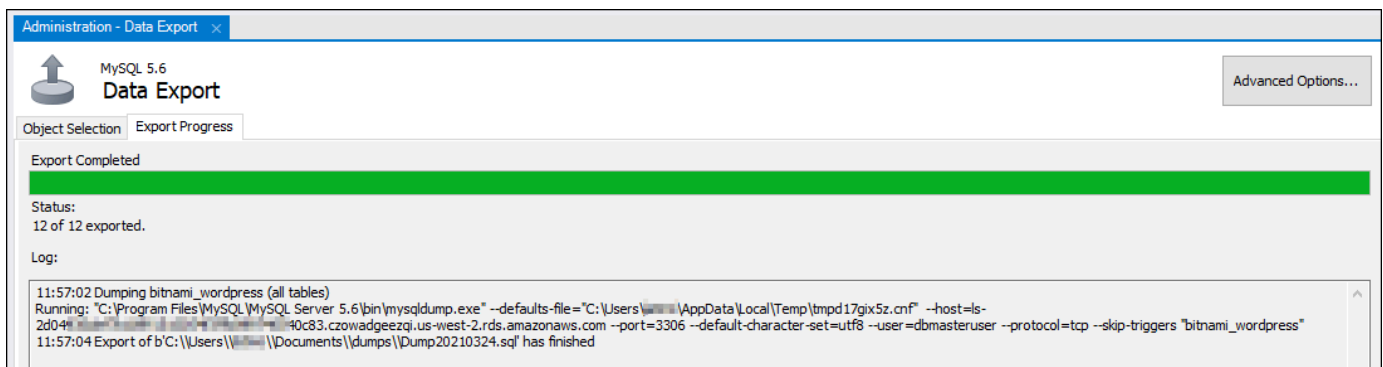 Administration - Data Export ×
MySQL 5.6
Data Export
Advanced Options...
Object Selection Export Progress
Export Completed
Status:
12 of 12 exported.
Log:
11:57:02 Dumping bitnami_wordpress (all tables)
Running: "C:\Program Files\MySQL\MySQL Server 5.6\bin\mysqldump.exe" --defaults-file="C:\Users\ \AppData\Local\Temp\tmpd17gix5z.cnf" --host=ls-
2d04 40c83.czowadgeezqi.us-west-2.rds.amazonaws.com --port=3306 --default-character-set=utf8 --user=dbmasteruser --protocol=tcp --skip-triggers "bitnami_wordpress"
11:57:04 Export of b'C:\\Users\\ \\Documents\\dumps\\Dump20210324.sql' has finished